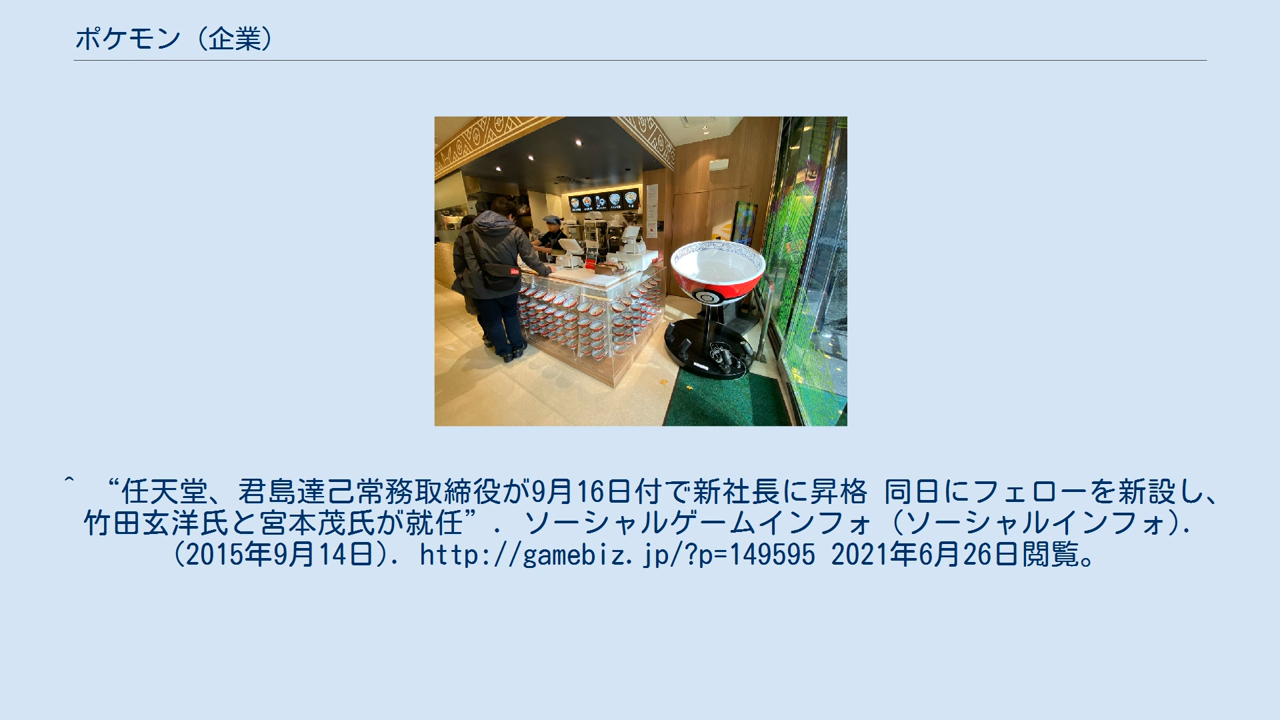 ポケモン（企業）
^ “任天堂、君島達己常務取締役が9月16日付で新社長に昇格 同日にフェローを新設し、
竹田玄洋氏と宮本茂氏が就任”. ソーシャルゲームインフォ (ソーシャルインフォ).
(2015年9月14日). http://gamebiz.jp/?p=149595 2021年6月26日閲覧。